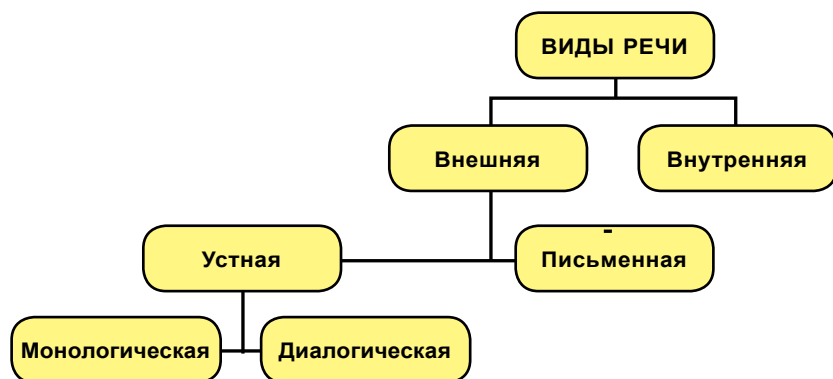 ВИДЫ РЕЧИ
Внешняя
Внутренняя
Устная
Письменная
Монологическая
Диалогическая